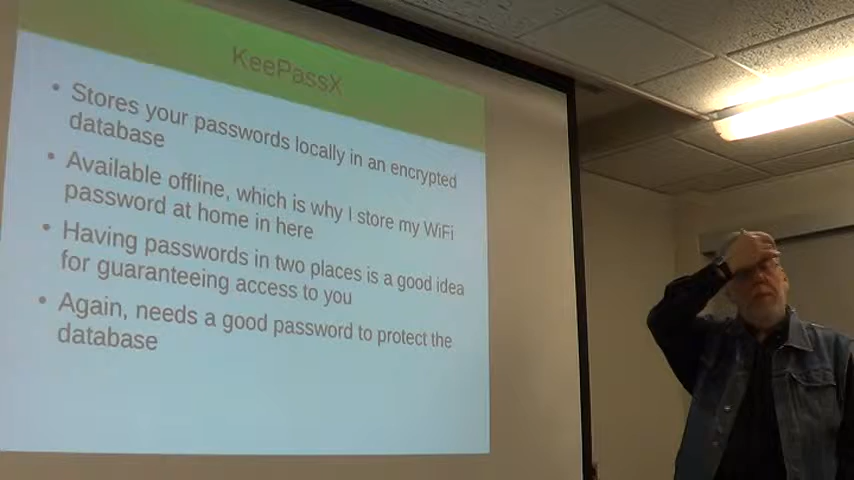 KeePassX
• Stores your passwords locally in an encrypted
database
• Available offline, which is why I store my WiFi
password at home in here
• Having passwords in two places is a good idea
for guaranteeing access to you
• Again, needs a good password to protect the
database